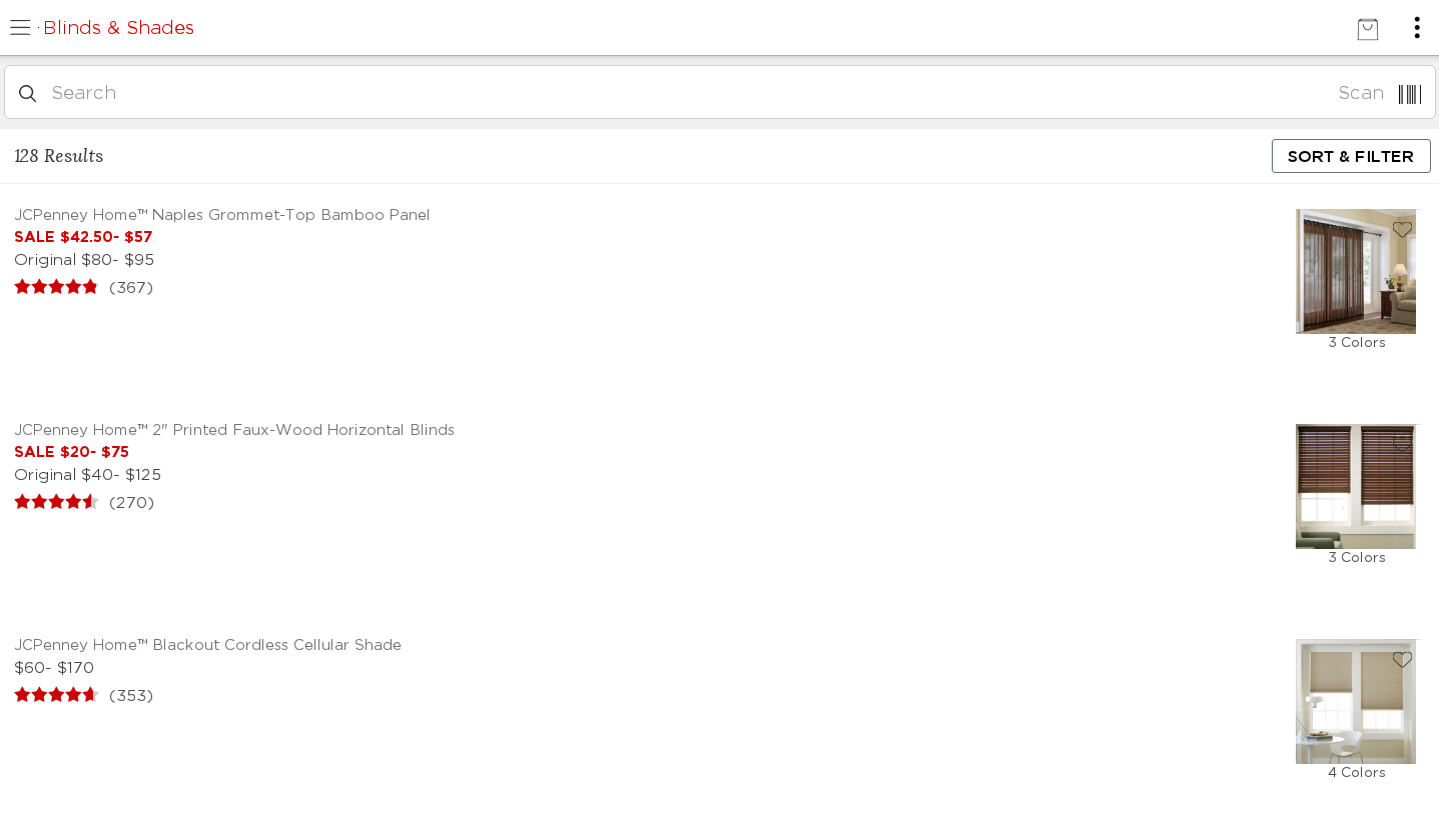 Blinds & Shades
Search
Scan
128 Results
SORT & FILTER
JCPenney Home™ Naples Grommet-Top Bamboo Panel
SALE $42.50- $57
Original $80- $95
(367)
3 Colors
JCPenney Home™ 2" Printed Faux-Wood Horizontal Blinds
SALE $20- $75
Original $40- $125
(270)
3 Colors
JCPenney Home™ Blackout Cordless Cellular Shade
$60- $170
(353)
4 Colors